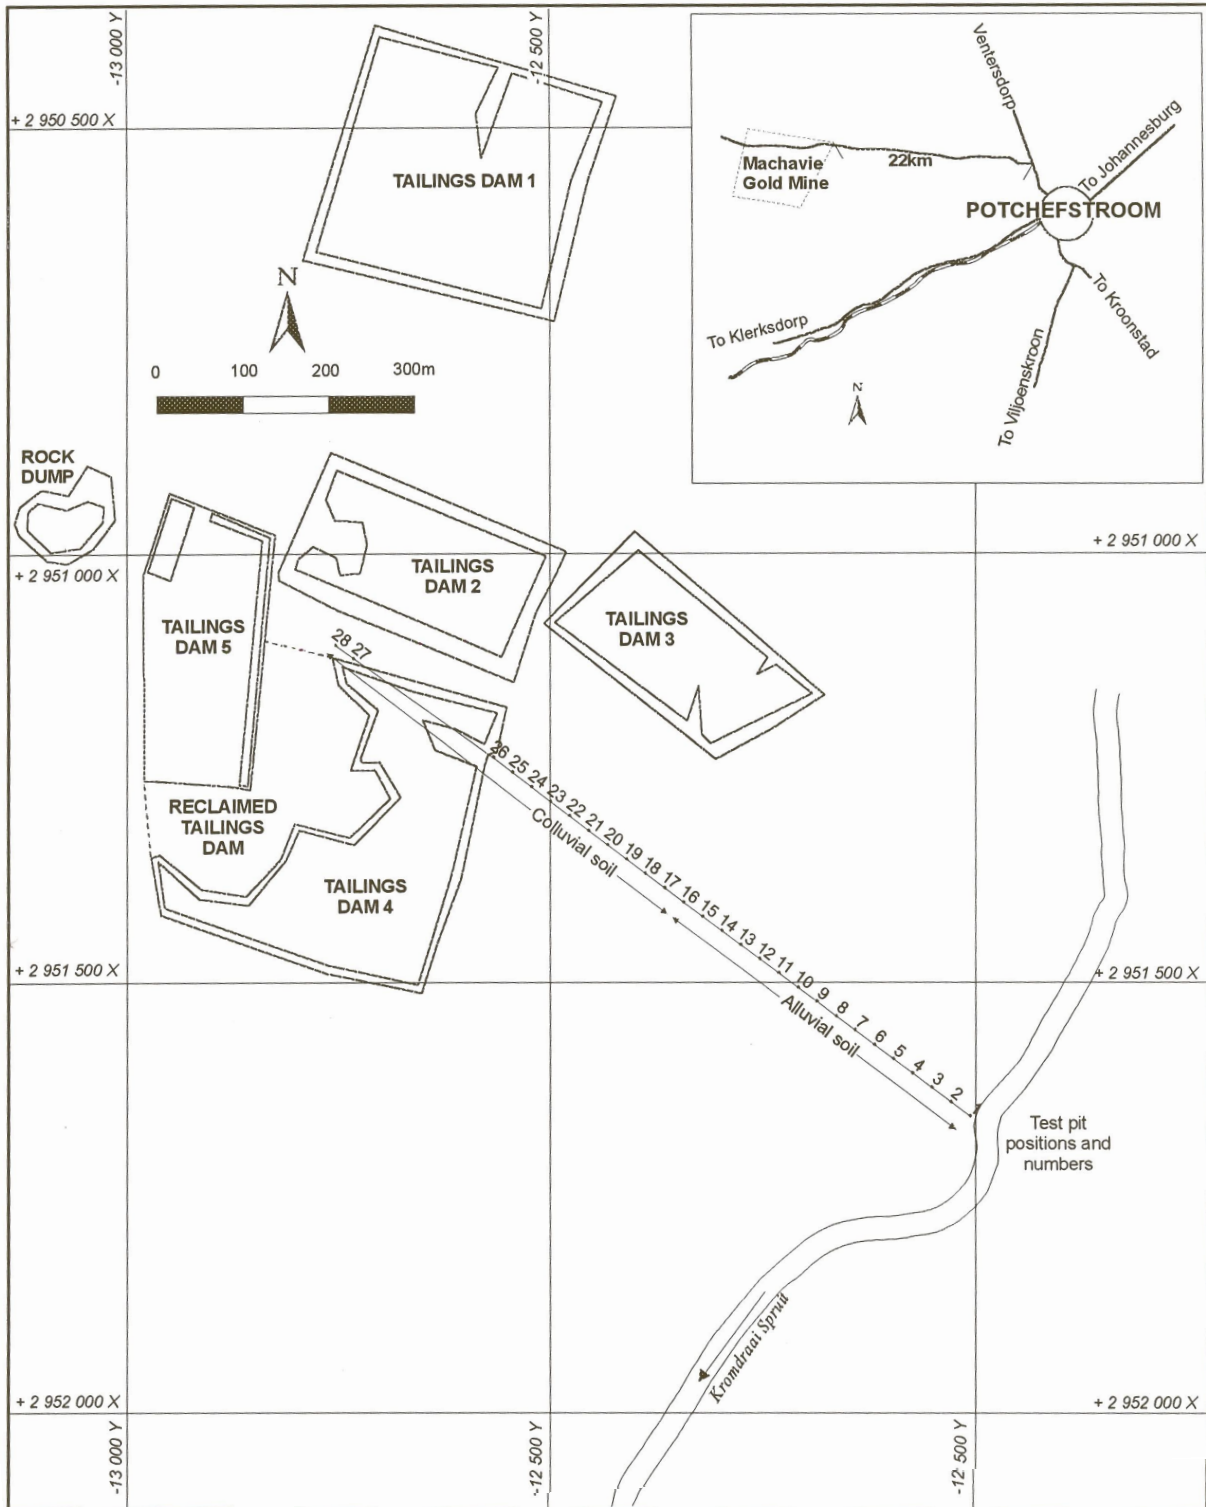 -13 000 Y
-12 500 Y
+ 2 950 500 X
TAILINGS DAM 1
N
0 100 200 300m
Ventersdorp
To Johannesburg
Machavie
Gold Mine
22km
POTCHEFSTROOM
To Klerksdorp
To Kroonstad
To Viljoenskroon
N
ROCK
DUMP
+ 2 951 000 X
+ 2 951 000 X
TAILINGS
DAM 2
TAILINGS
DAM 3
TAILINGS
DAM 5
28 27
26 25 24 23 22 21 20 19 18 17 16 15 14 13 12 11 10 9 8 7 6 5 4 3 2
Colluvial soil
RECLAIMED
TAILINGS
DAM
TAILINGS
DAM 4
+ 2 951 500 X
+ 2 951 500 X
Alluvial soil
Test pit
positions and
numbers
Kromdraai Spruit
+ 2 952 000 X
+ 2 952 000 X
-13 000 Y
-12 500 Y
-12 500 Y